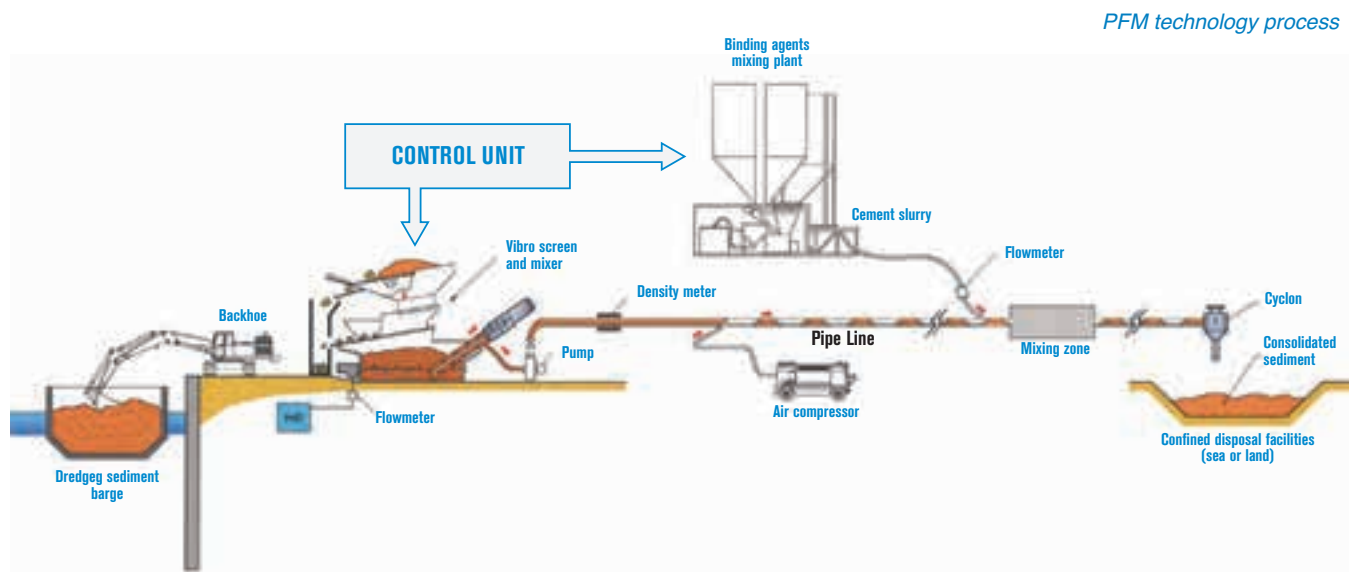 PFM technology process
Binding agents
mixing plant
CONTROL UNIT
Cement slurry
Vibro screen
and mixer
Flowmeter
Density meter
Backhoe
Cyclon
Pipe Line
Pump
Mixing zone
Consolidated
sediment
Air compressor
Flowmeter
Confined disposal facilities
(sea or land)
Dredgeg sediment
barge